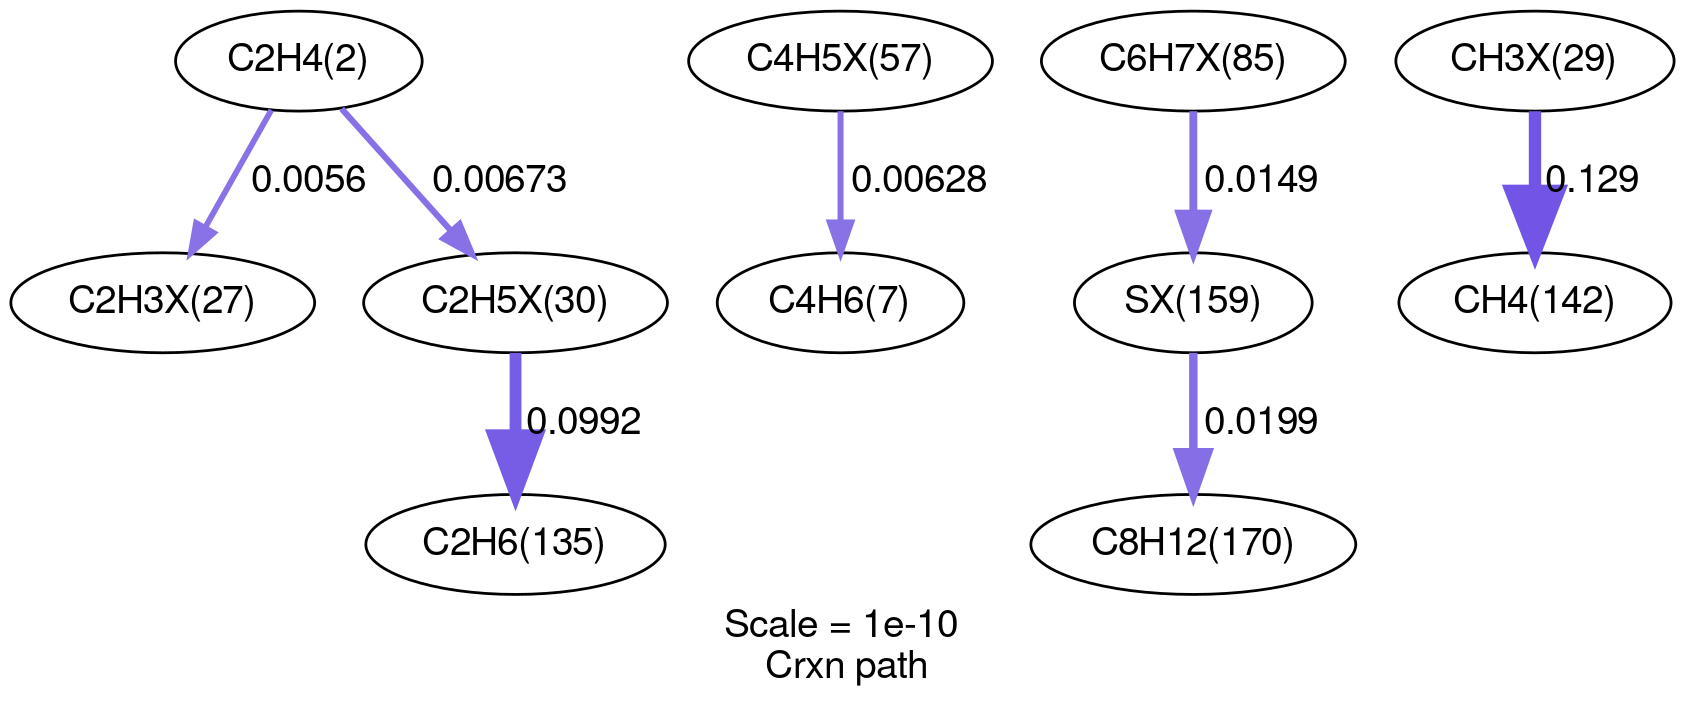 C2H4(2)
C4H5X(57)
C6H7X(85)
CH3X(29)
0.0056
0.00673
0.00628
0.0149
0.129
C2H3X(27)
C2H5X(30)
C4H6(7)
SX(159)
CH4(142)
0.0992
0.0199
C2H6(135)
C8H12(170)
Scale = 1e-10
Crxn path